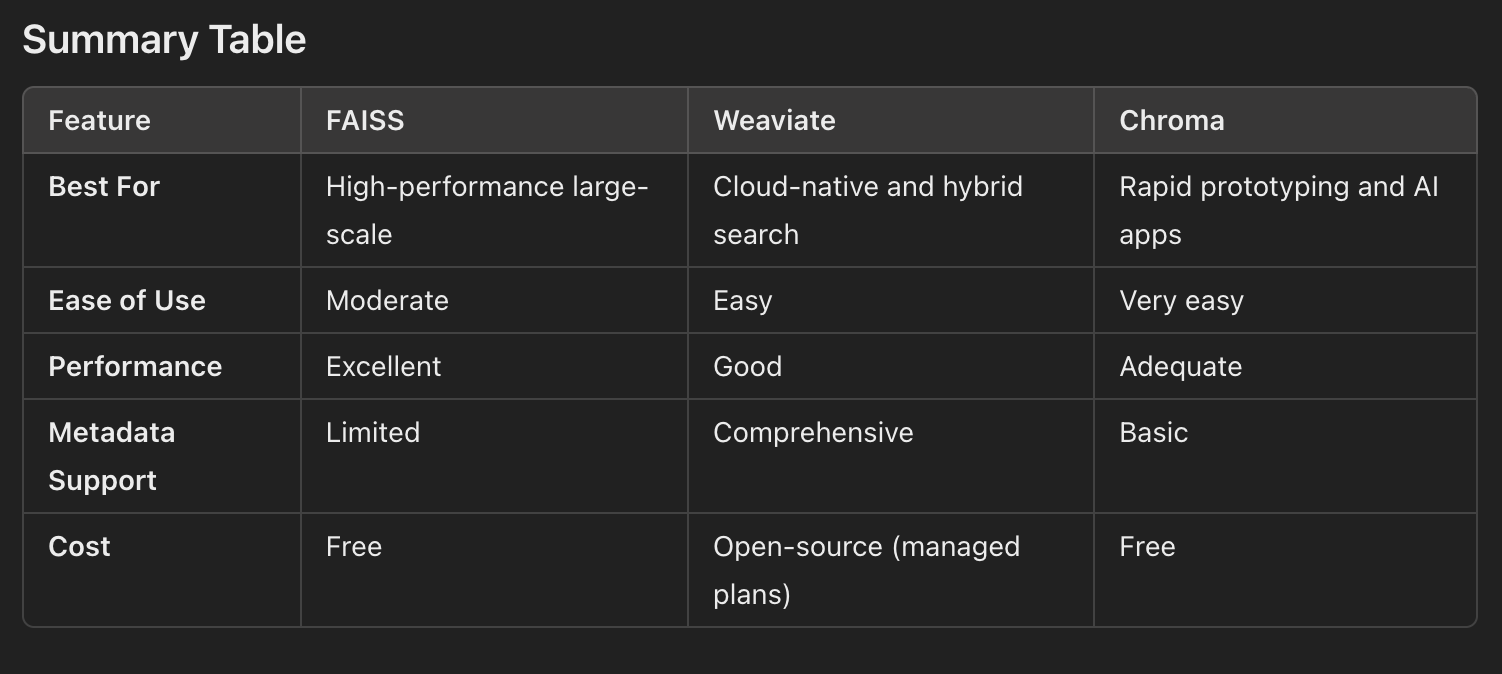 Summary Table
Feature FAISS Weaviate Chroma
Best For High-performance large- Cloud-native and hybrid Rapid prototyping and AI
scale search apps
Ease of Use Moderate Easy Very easy
Performance Excellent Good Adequate
Metadata Limited Comprehensive Basic
Support
Cost Free Open-source (managed Free
plans)